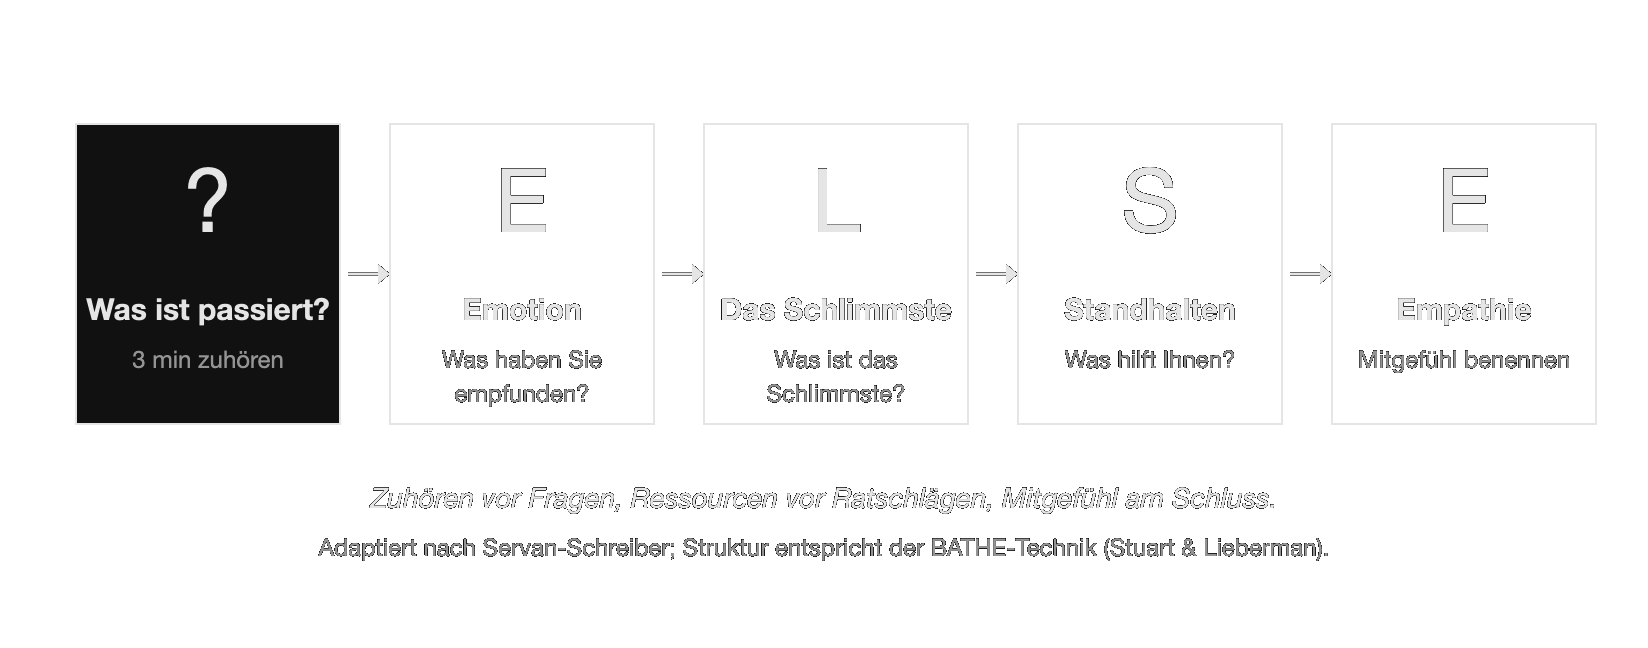 ?
Was ist passiert?
3 min zuhören
E
Emotion
Was haben Sie
empfunden?
L
Das Schlimmste
Was ist das
Schlimmste?
S
Standhalten
Was hilft Ihnen?
E
Empathie
Mitgefühl benennen
Zuhören vor Fragen, Ressourcen vor Ratschlägen, Mitgefühl am Schluss.
Adaptiert nach Servan-Schreiber; Struktur entspricht der BATHE-Technik (Stuart & Lieberman).